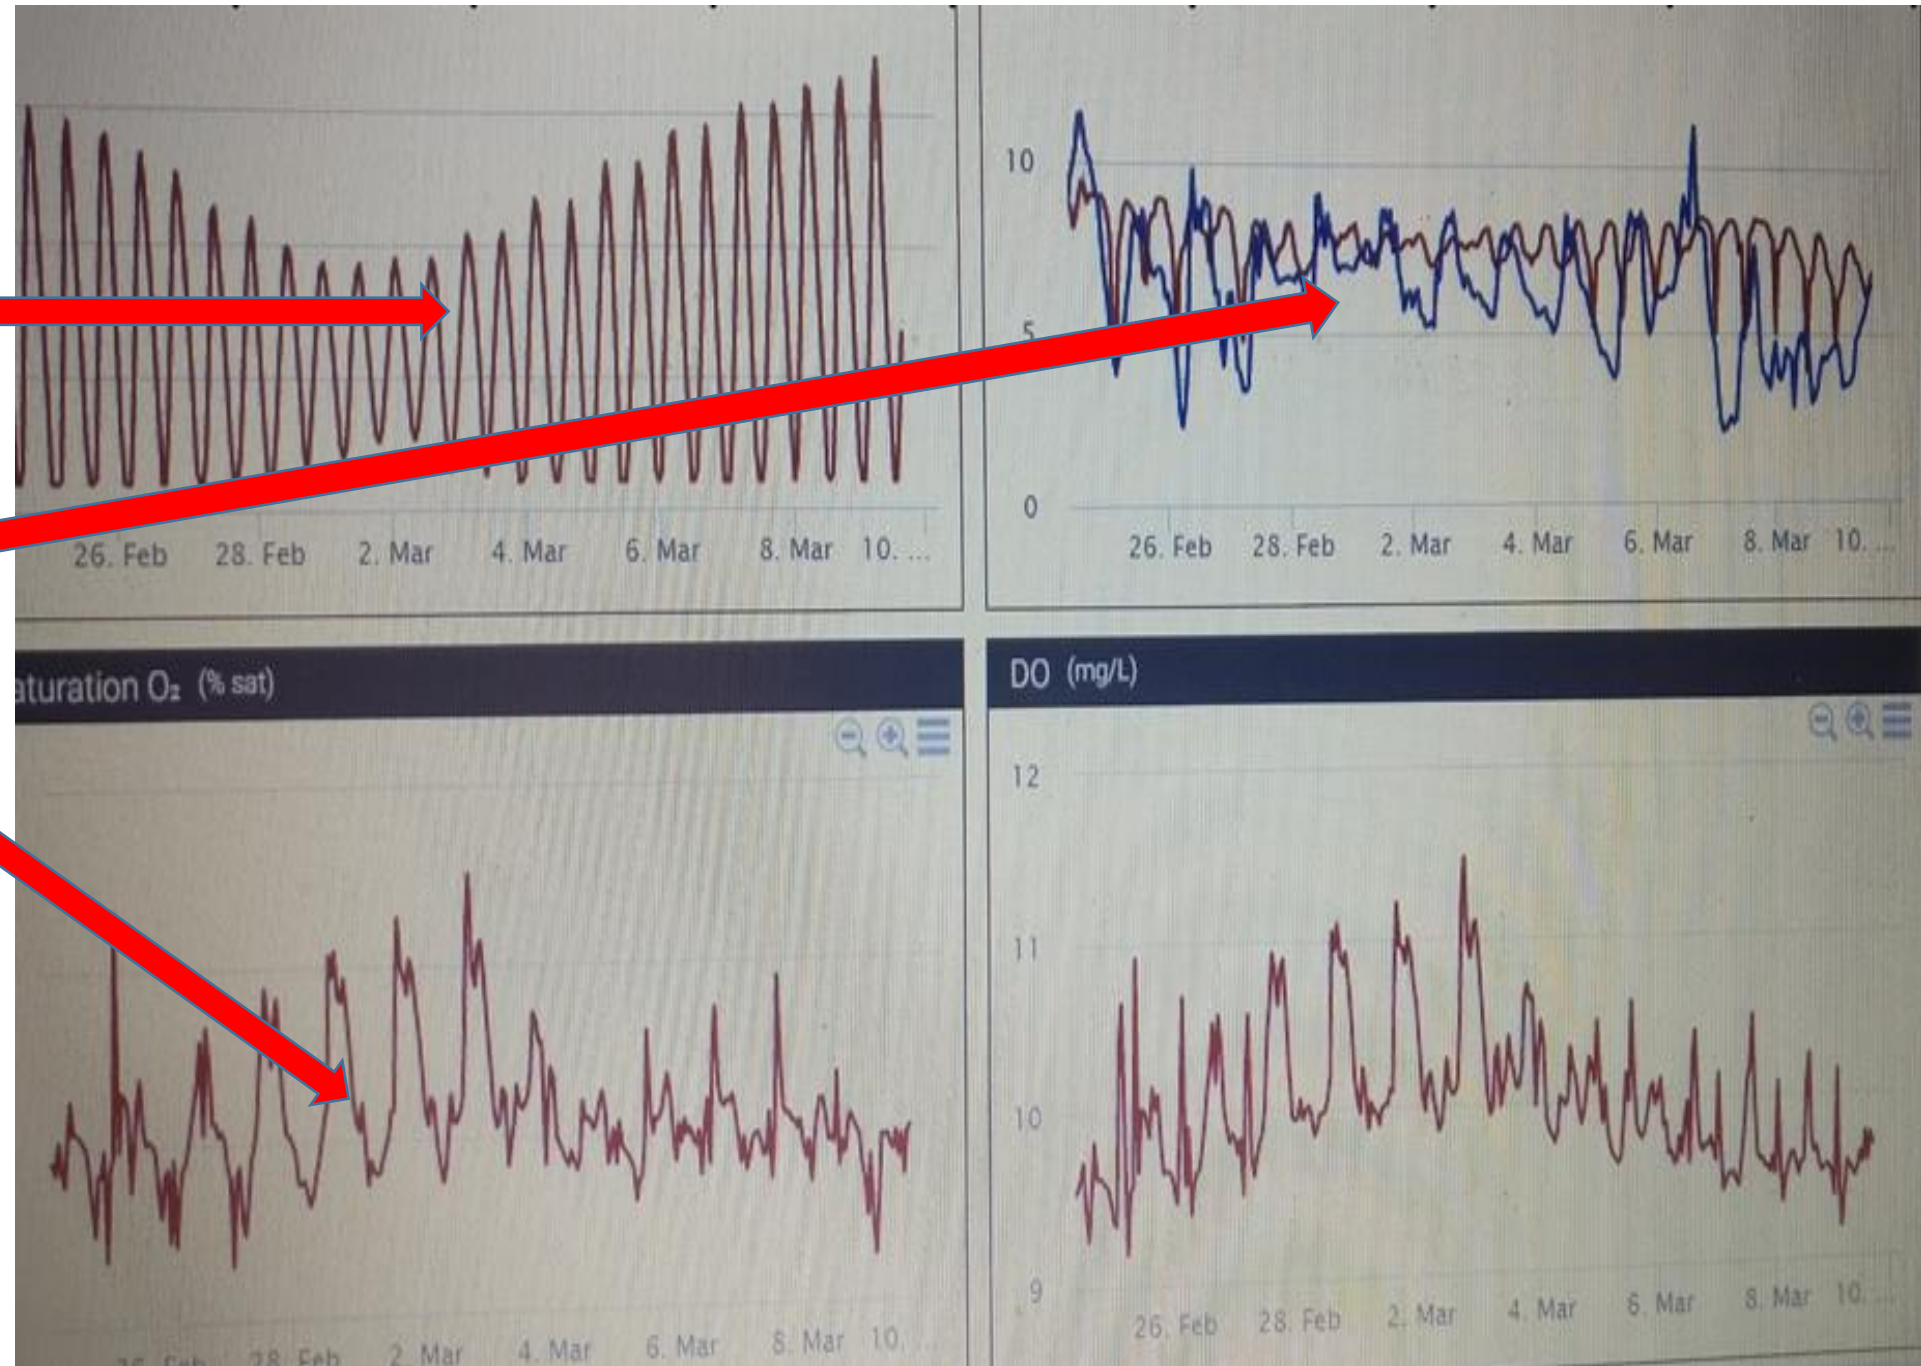 10
5
0
26. Feb 28. Feb 2. Mar 4. Mar 6. Mar 8. Mar 10. ...
26. Feb 28. Feb 2. Mar 4. Mar 6. Mar 8. Mar 10. ...
aturation O₂ (% sat)
DO (mg/L)
12
11
10
9
28. Feb 2. Mar 4. Mar 6. Mar 8. Mar 10. ...
26. Feb 28. Feb 2. Mar 4. Mar 6. Mar 8. Mar 10. ...